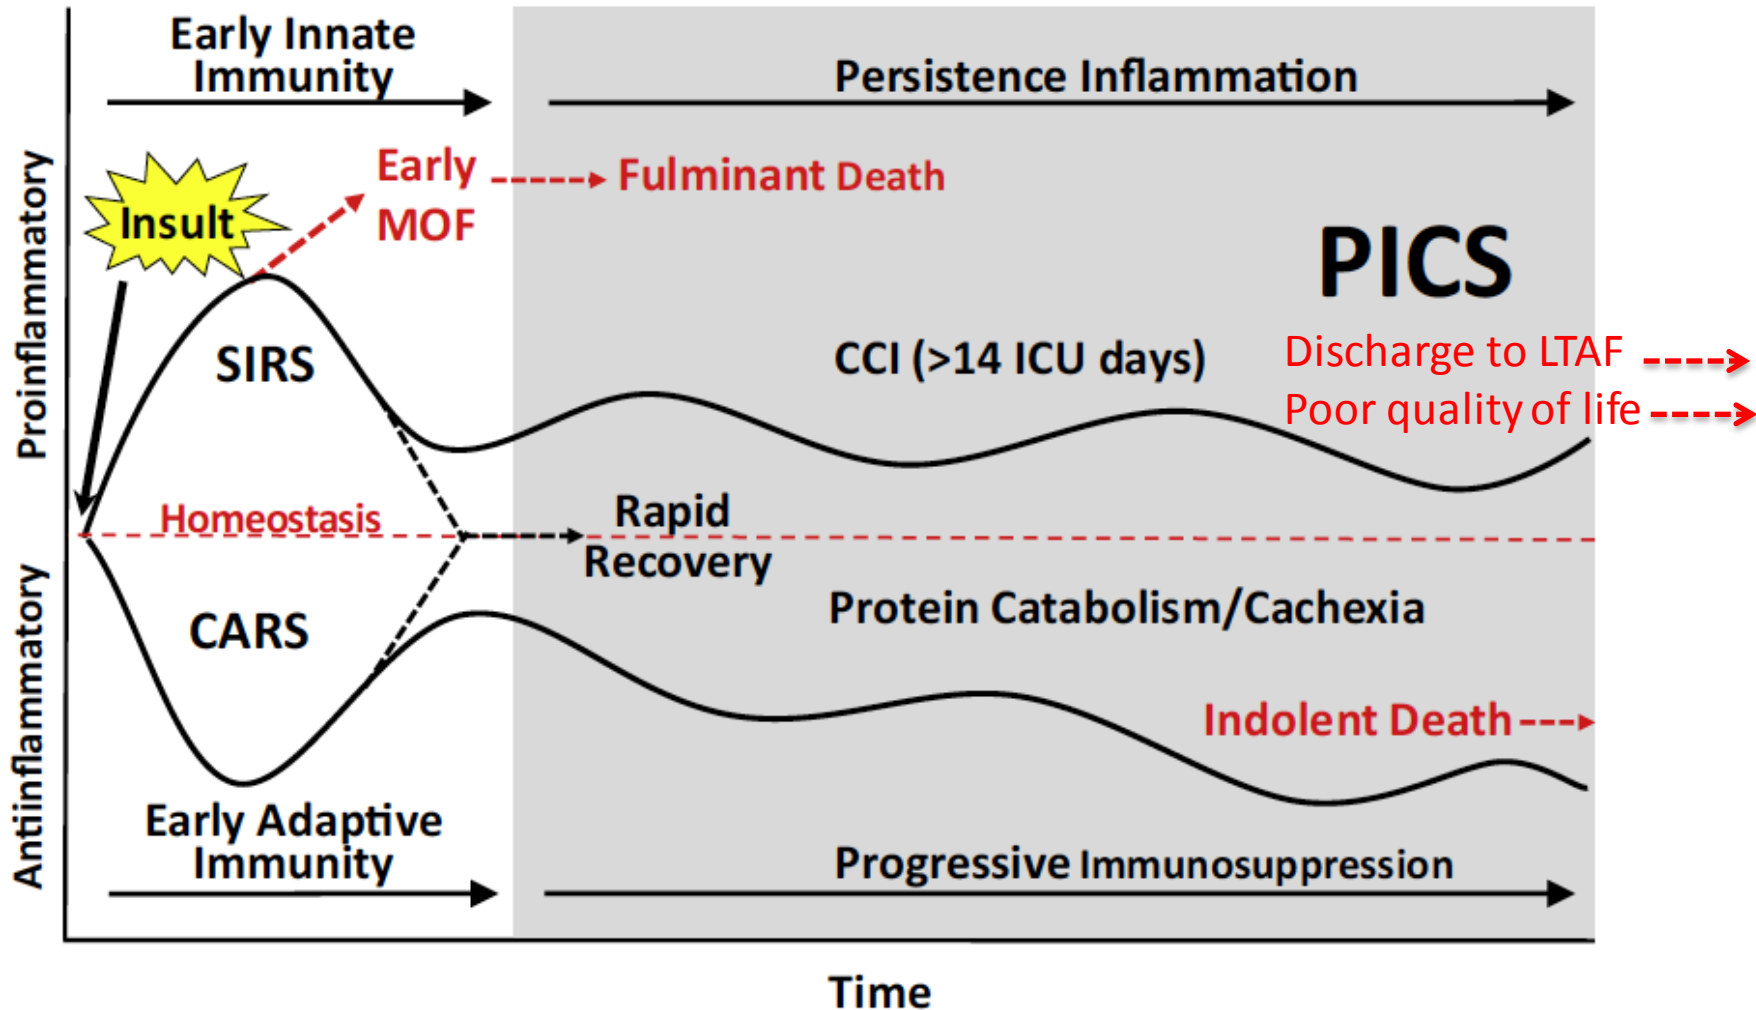 Early Innate
Immunity
Persistence Inflammation
Early
MOF
Fulminant Death
Insult
PICS
SIRS
CCI (>14 ICU days)
Discharge to LTAF
Poor quality of life
Homeostasis
Rapid
Recovery
CARS
Protein Catabolism/Cachexia
Indolent Death
Early Adaptive
Immunity
Progressive Immunosuppression
Proinflammatory
Antiinflammatory
Time